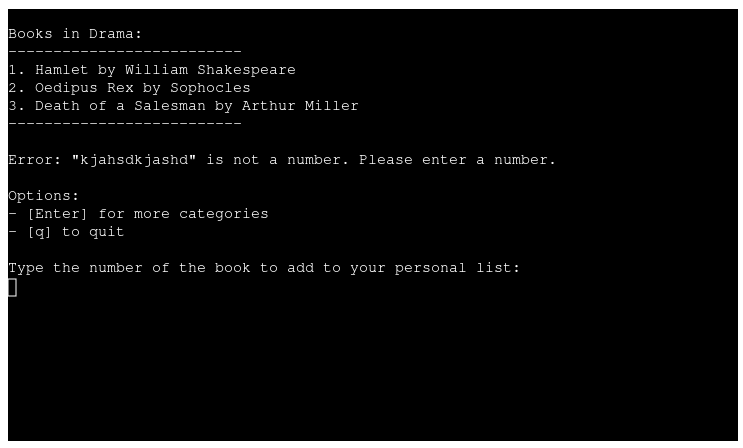 Books in Drama:
--------------------------
1. Hamlet by William Shakespeare
2. Oedipus Rex by Sophocles
3. Death of a Salesman by Arthur Miller
--------------------------
Error: "kjahsdkjashd" is not a number. Please enter a number.
Options:
- [Enter] for more categories
- [q] to quit
Type the number of the book to add to your personal list: